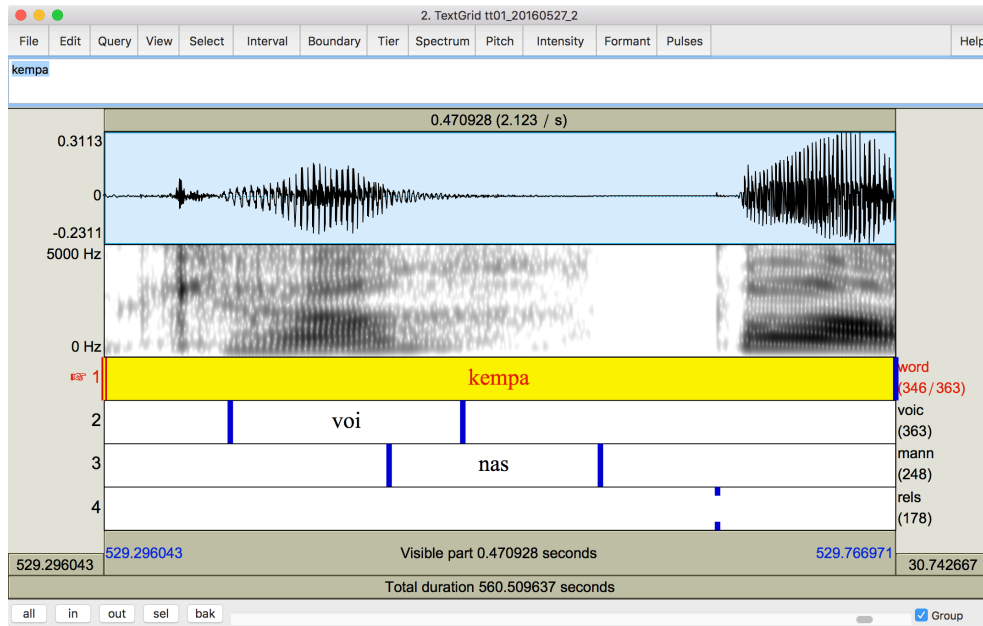 2. TextGrid tt01_20160527_2
File Edit Query View Select Interval Boundary Tier Spectrum Pitch Intensity Formant Pulses Help
kempa
0.470928 (2.123 / s)
0.3113
0
-0.2311
5000 Hz
0 Hz
1 kempa word
(346/363)
2 voi voic
(363)
3 nas mann
(248)
4 rels
(178)
529.296043 Visible part 0.470928 seconds 529.766971
529.296043 30.742667
Total duration 560.509637 seconds
all in out sel bak Group